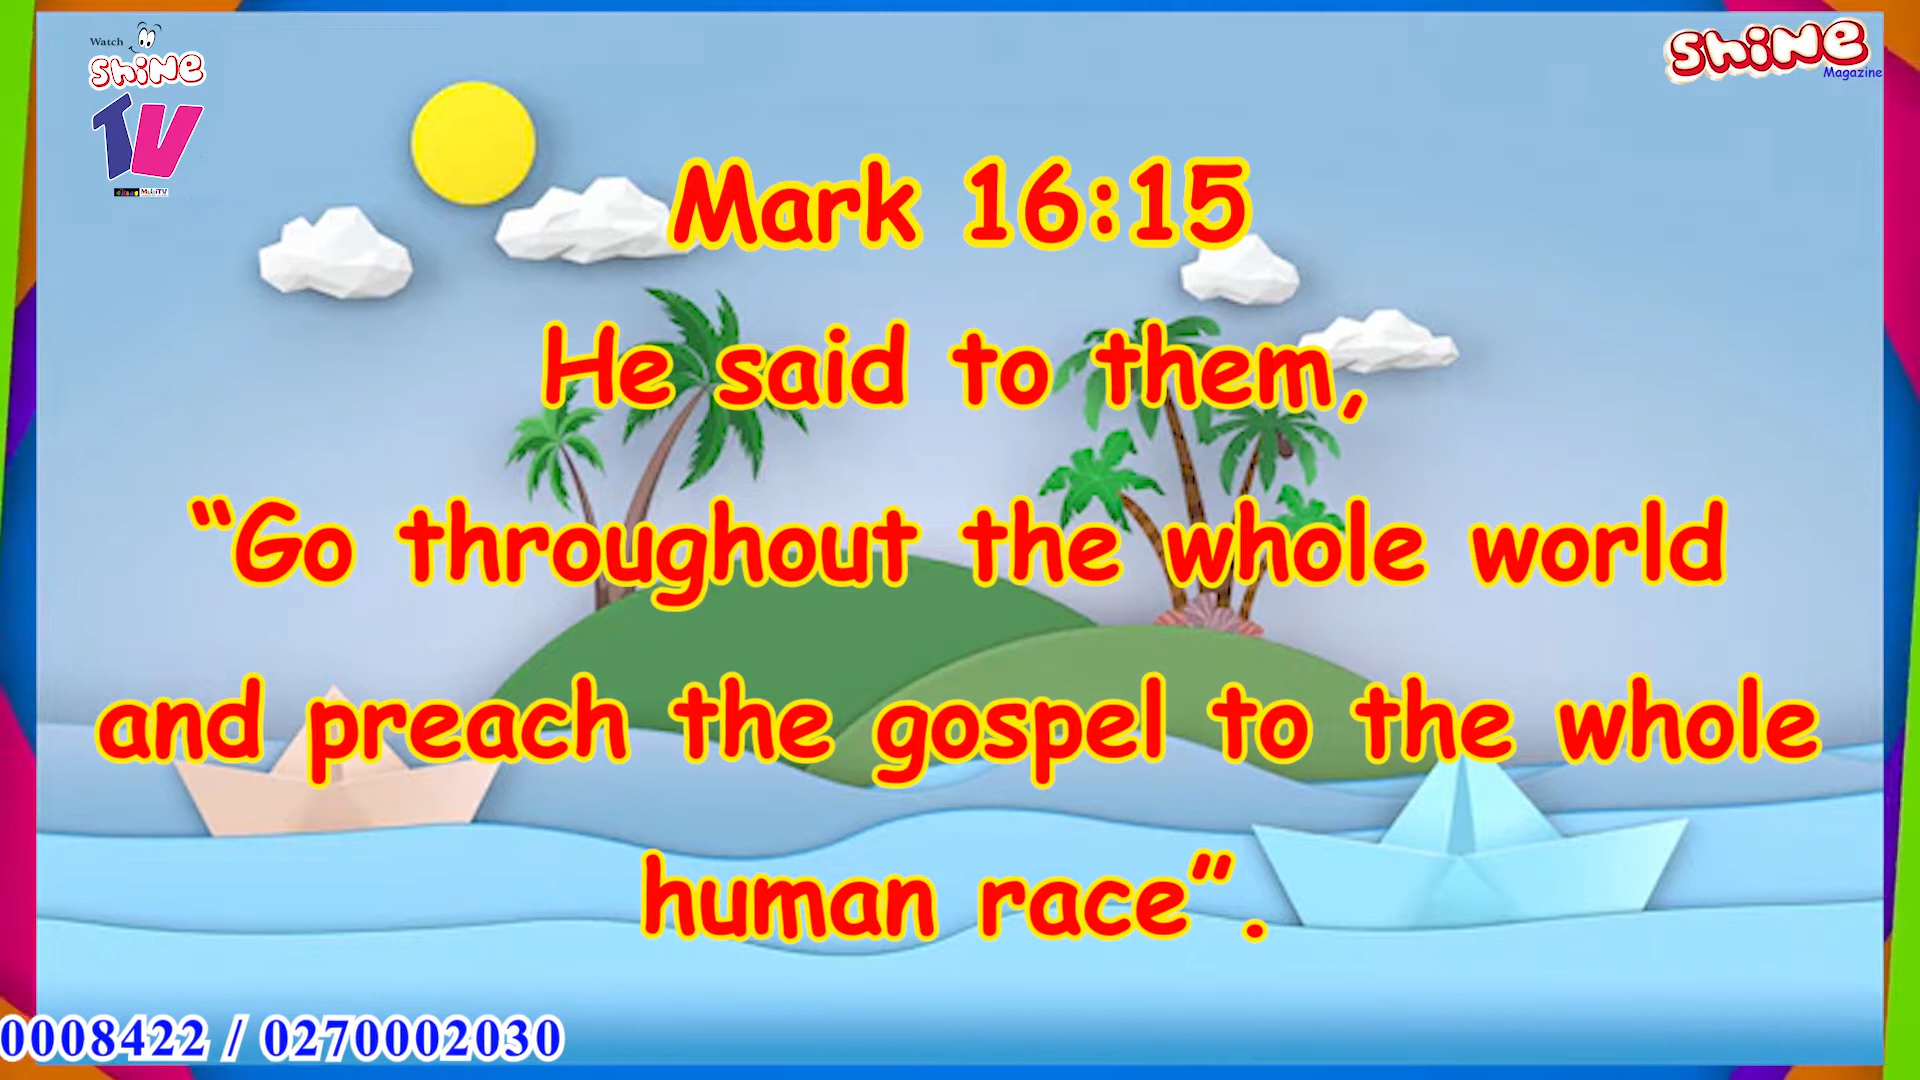 Watch
ShiNe
TV
ShiNe
Magazine
Mark 16:15
He said to them,
“Go throughout the whole world
and preach the gospel to the whole
human race”.
0008422 / 0270002030